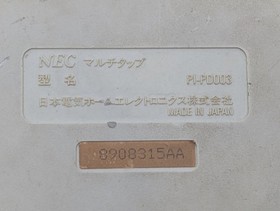 NEC マルチタップ
型 名 PI-PD003
日本電気ホームエレクトロニクス株式会社
MADE IN JAPAN
8908315AA